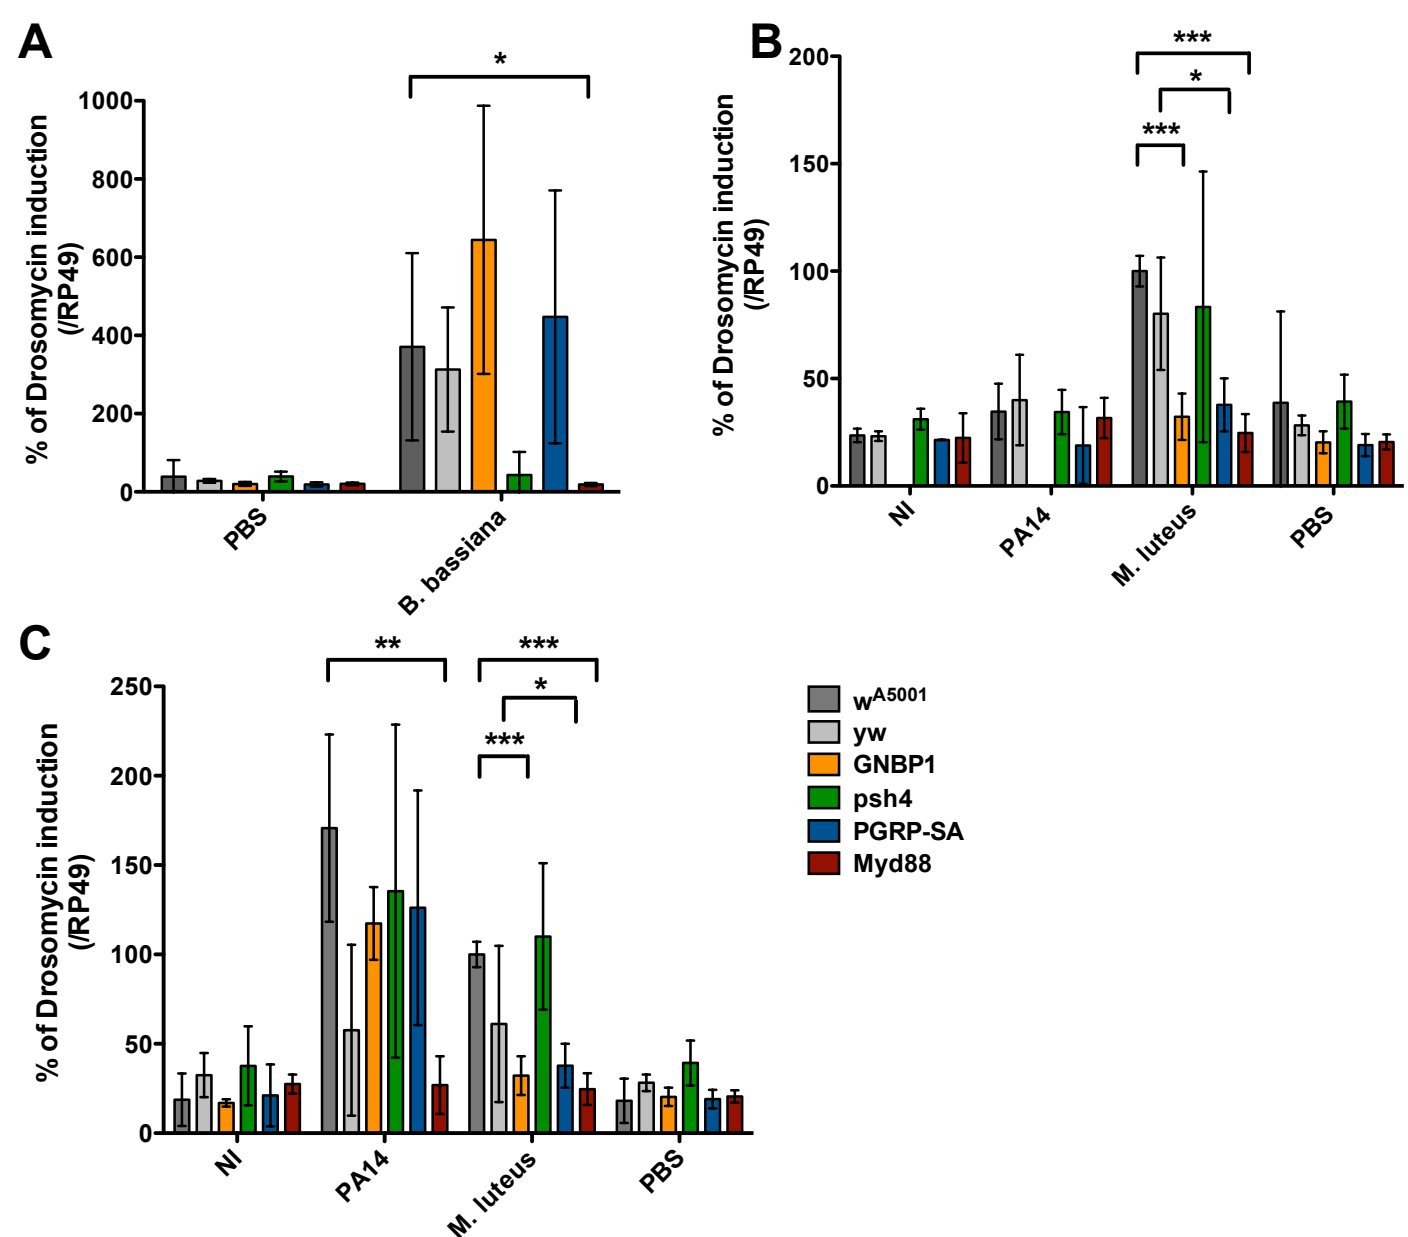 A
% of Drosomycin induction
(/RP49)
1000
800
600
400
200
0
*
PBS
B. bassiana
B
% of Drosomycin induction
(/RP49)
200
150
100
50
0
***
*
***
NI
PA14
M. luteus
PBS
C
% of Drosomycin induction
(/RP49)
250
200
150
100
50
0
**
***
*
***
NI
PA14
M. luteus
PBS
wA5001
yw
GNBP1
psh4
PGRP-SA
Myd88